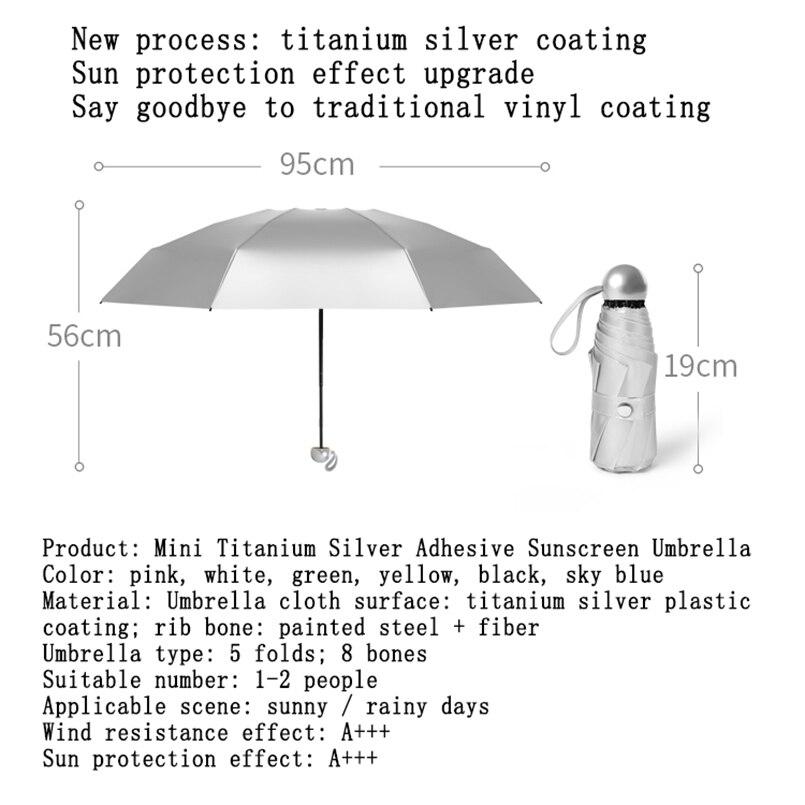 New process: titanium silver coating
Sun protection effect upgrade
Say goodbye to traditional vinyl coating
95cm
56cm
19cm
Product: Mini Titanium Silver Adhesive Sunscreen Umbrella
Color: pink, white, green, yellow, black, sky blue
Material: Umbrella cloth surface: titanium silver plastic
coating; rib bone: painted steel + fiber
Umbrella type: 5 folds; 8 bones
Suitable number: 1-2 people
Applicable scene: sunny / rainy days
Wind resistance effect: A+++
Sun protection effect: A+++